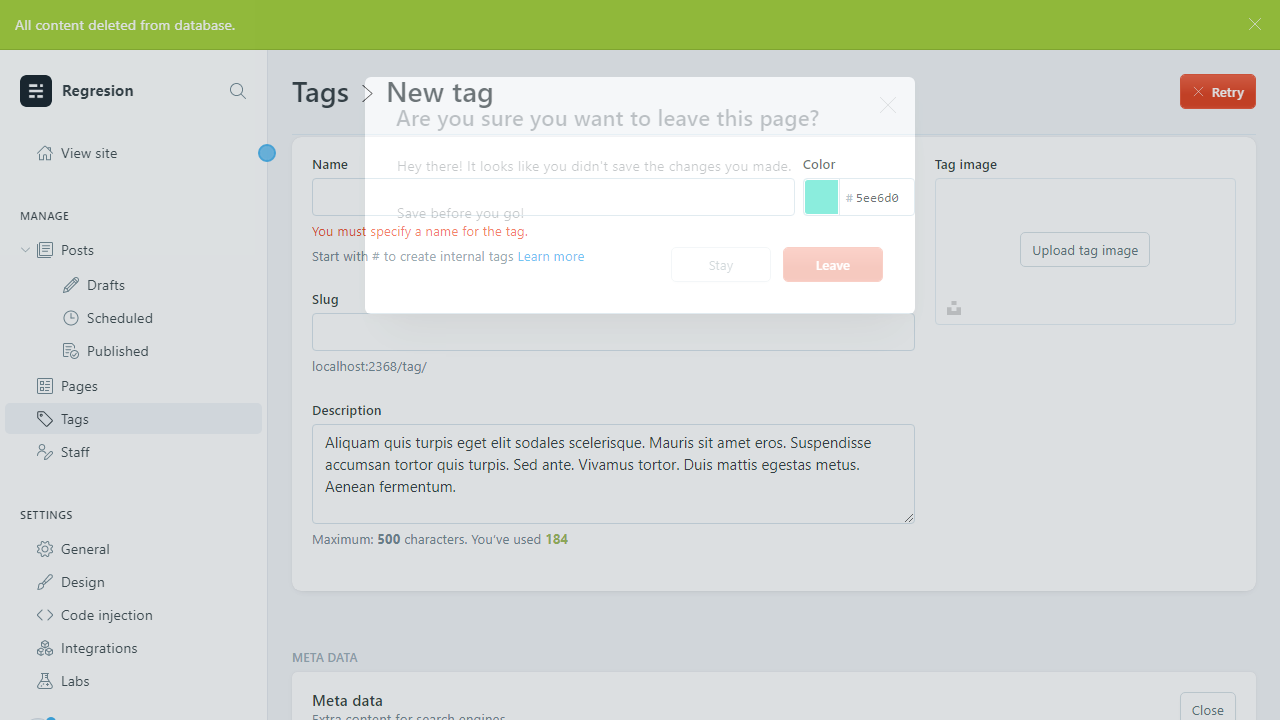 All content deleted from database.
Regresion
View site
MANAGE
Posts
Drafts
Scheduled
Published
Pages
Tags
Staff
SETTINGS
General
Design
Code injection
Integrations
Labs
Tags > New tag
Retry
Are you sure you want to leave this page?
Hey there! It looks like you didn't save the changes you made.
Save before you go!
Stay
Leave
Name
Color
# 5ee6d0
You must specify a name for the tag.
Start with # to create internal tags Learn more
Slug
localhost:2368/tag/
Description
Aliquam quis turpis eget elit sodales scelerisque. Mauris sit amet eros. Suspendisse
accumsan tortor quis turpis. Sed ante. Vivamus tortor. Duis mattis egestas metus.
Aenean fermentum.
Maximum: 500 characters. You've used 184
Tag image
Upload tag image
META DATA
Meta data
Extra content for search engines
Close